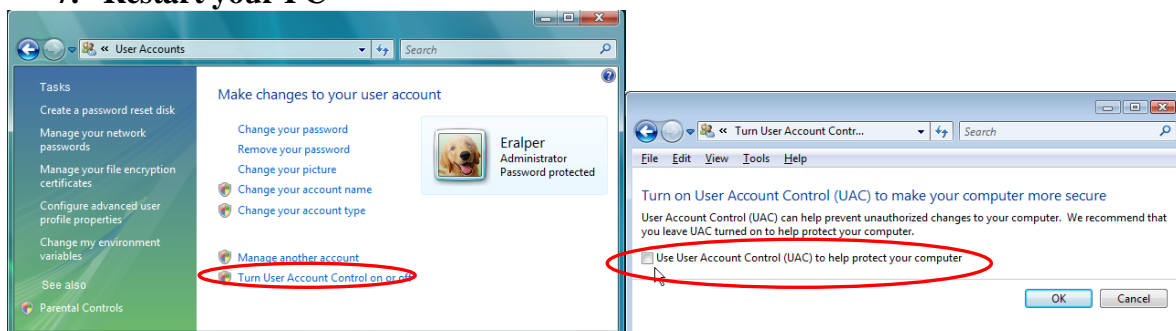 7. Restart your PC
« User Accounts
Search
Tasks
Create a password reset disk
Manage your network
passwords
Manage your file encryption
certificates
Configure advanced user
profile properties
Change my environment
variables
See also
Parental Controls
Make changes to your user account
Change your password
Remove your password
Change your picture
Change your account name
Change your account type
Manage another account
Turn User Account Control on or off
Eralper
Administrator
Password protected
« Turn User Account Contr...
Search
File Edit View Tools Help
Turn on User Account Control (UAC) to make your computer more secure
User Account Control (UAC) can help prevent unauthorized changes to your computer. We recommend that
you leave UAC turned on to help protect your computer.
Use User Account Control (UAC) to help protect your computer
OK Cancel